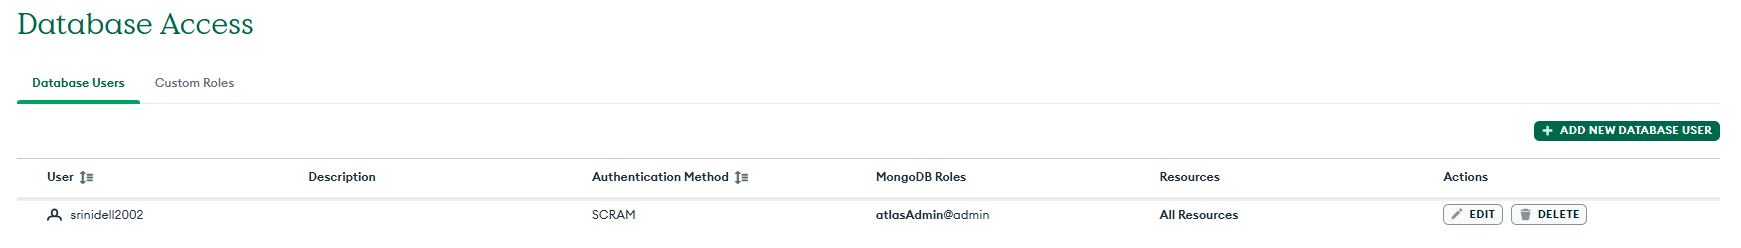 Database Access
Database Users Custom Roles
ADD NEW DATABASE USER
User Description Authentication Method MongoDB Roles Resources Actions
srinidell2002 SCRAM atlasAdmin@admin All Resources EDIT DELETE